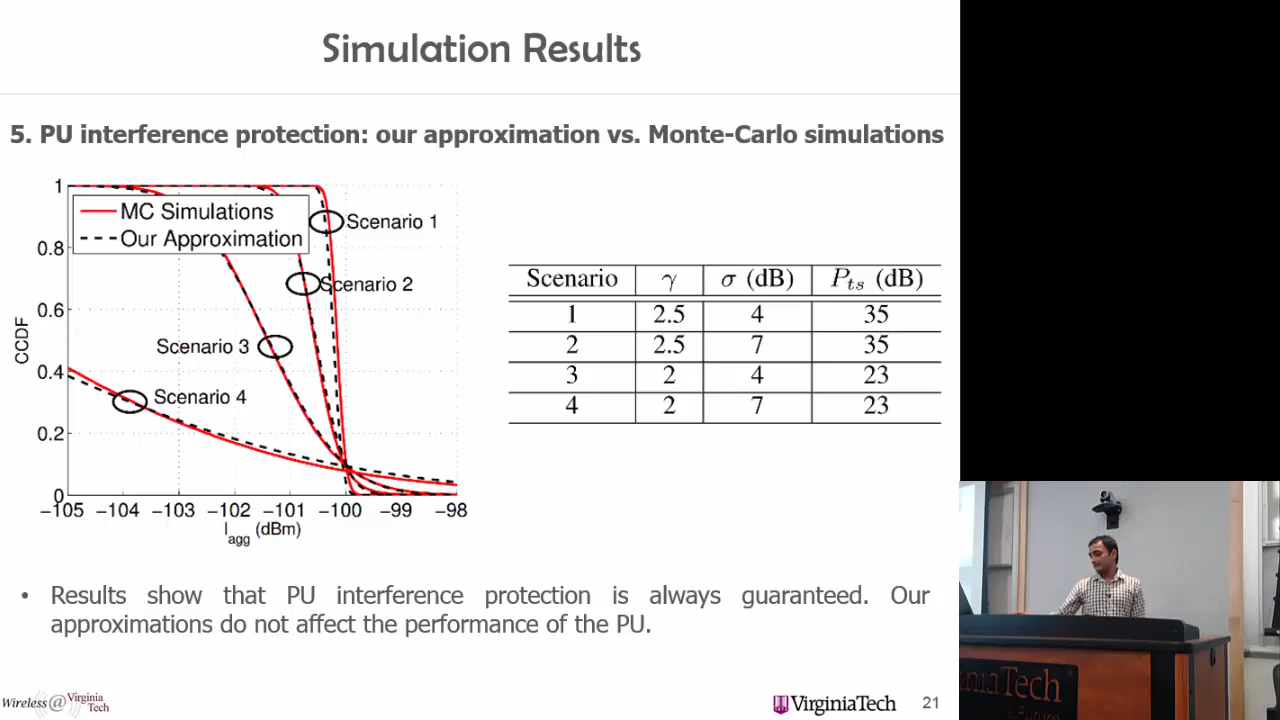 Simulation Results
5. PU interference protection: our approximation vs. Monte-Carlo simulations
1
0.8
0.6
0.4
0.2
0
CCDF
MC Simulations
Our Approximation
Scenario 1
Scenario 2
Scenario 3
Scenario 4
−105 −104 −103 −102 −101 −100 −99 −98
I_agg (dBm)
Scenario γ σ (dB) P_ts (dB)
1 2.5 4 35
2 2.5 7 35
3 2 4 23
4 2 7 23
• Results show that PU interference protection is always guaranteed. Our
approximations do not affect the performance of the PU.
Wireless@Virginia
Tech
VirginiaTech
21
iniaTech